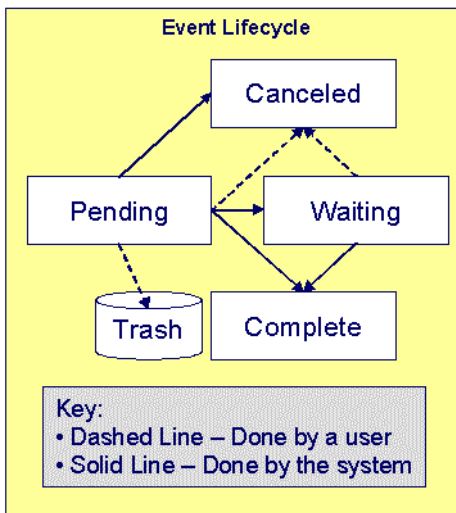 Event Lifecycle
Canceled
Pending
Waiting
Trash
Complete
Key:
• Dashed Line – Done by a user
• Solid Line – Done by the system